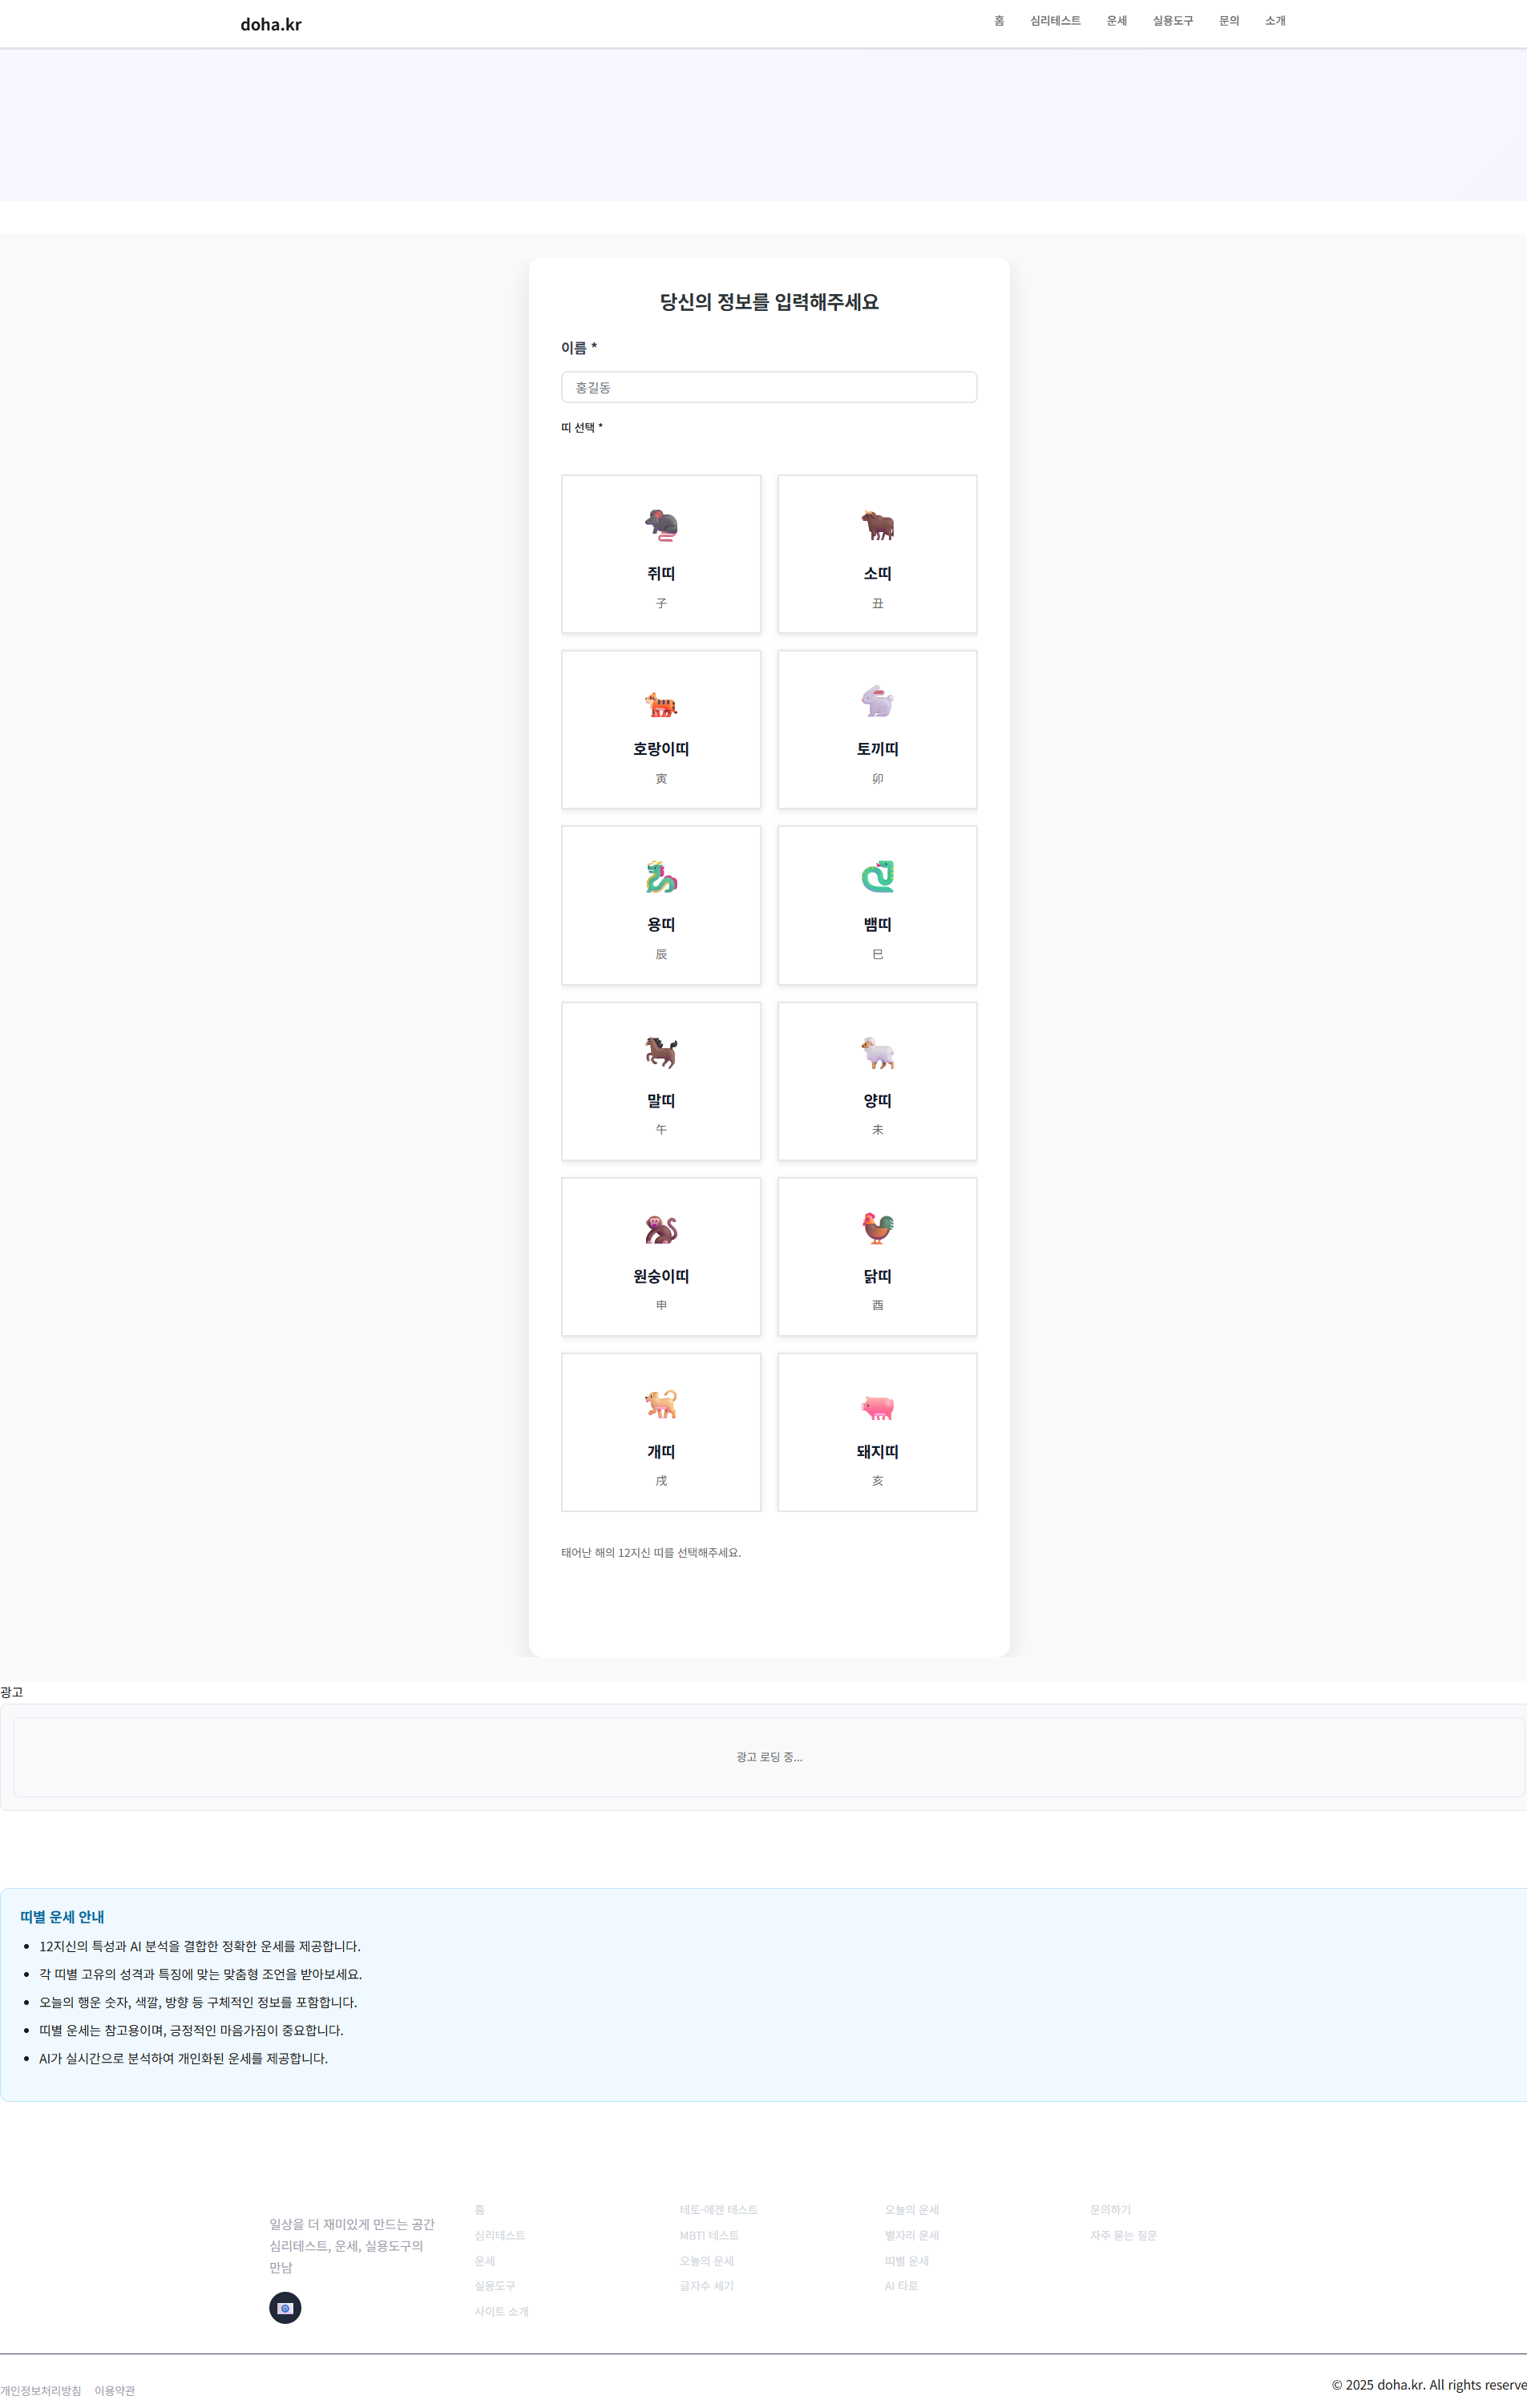 doha.kr
홈 심리테스트 운세 실용도구 문의 소개
당신의 정보를 입력해주세요
이름 *
홍길동
띠 선택 *
쥐띠
子
소띠
丑
호랑이띠
寅
토끼띠
卯
용띠
辰
뱀띠
巳
말띠
午
양띠
未
원숭이띠
申
닭띠
酉
개띠
戌
돼지띠
亥
태어난 해의 12지신 띠를 선택해주세요.
광고
광고 로딩 중...
띠별 운세 안내
12지신의 특성과 AI 분석을 결합한 정확한 운세를 제공합니다.
각 띠별 고유의 성격과 특징에 맞는 맞춤형 조언을 받아보세요.
오늘의 행운 숫자, 색깔, 방향 등 구체적인 정보를 포함합니다.
띠별 운세는 참고용이며, 긍정적인 마음가짐이 중요합니다.
AI가 실시간으로 분석하여 개인화된 운세를 제공합니다.
일상을 더 재미있게 만드는 공간
심리테스트, 운세, 실용도구의
만남
홈
심리테스트
운세
실용도구
사이트 소개
테토-에겐 테스트
MBTI 테스트
오늘의 운세
글자수 세기
오늘의 운세
별자리 운세
띠별 운세
AI 타로
문의하기
자주 묻는 질문
개인정보처리방침 이용약관
© 2025 doha.kr. All rights reserve